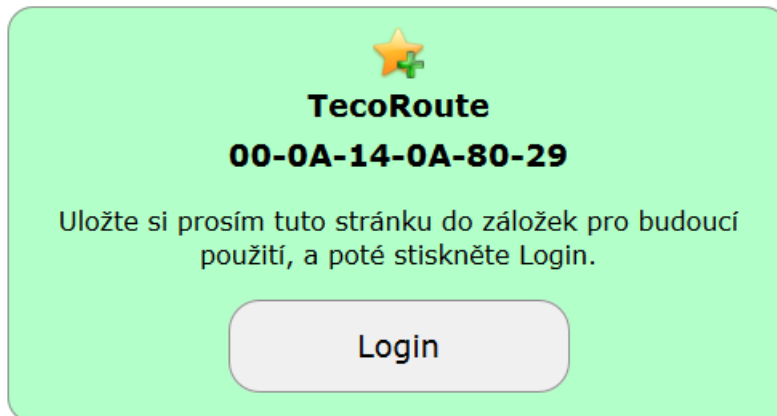 TecoRoute
00-0A-14-0A-80-29
Uložte si prosím tuto stránku do záložek pro budoucí
použití, a poté stiskněte Login.
Login